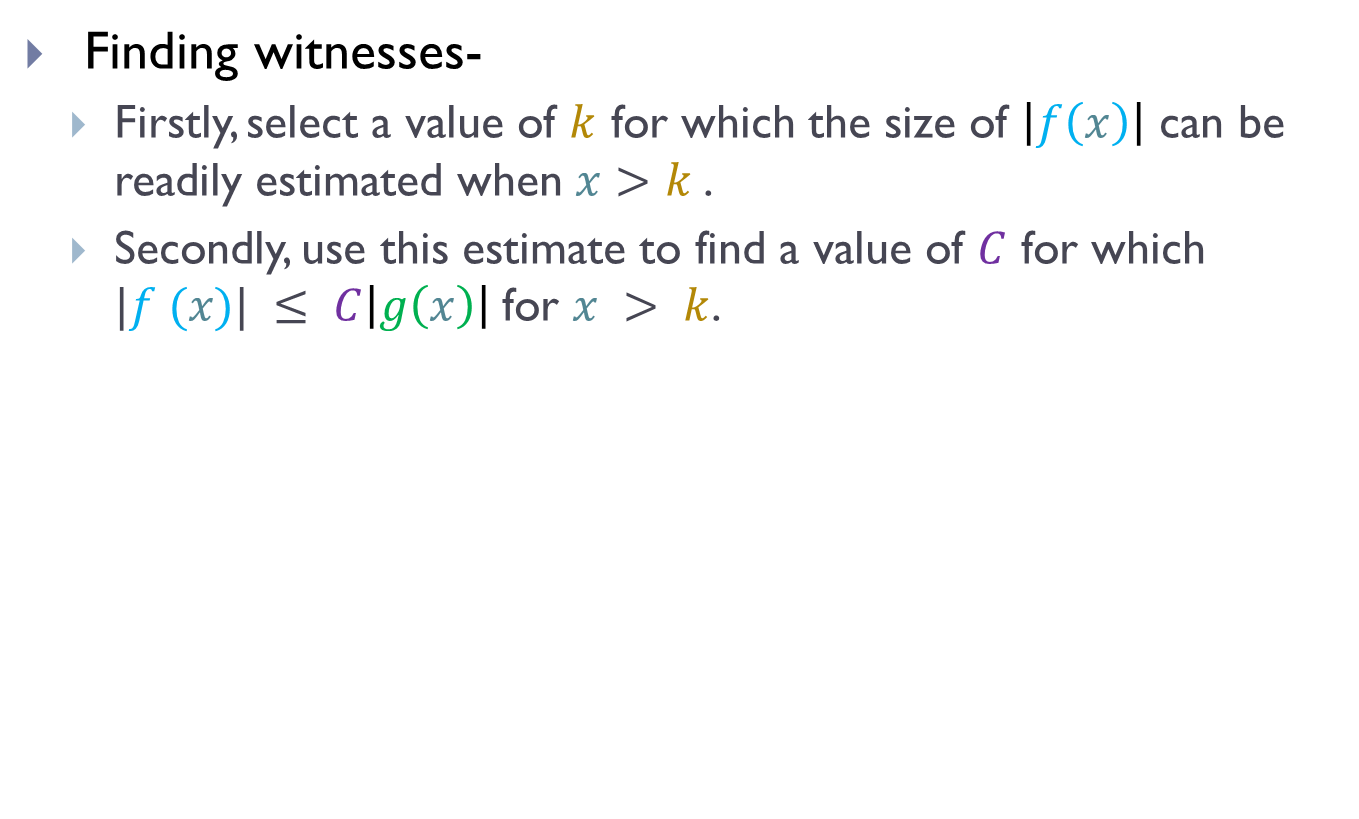 Finding witnesses-
Firstly, select a value of k for which the size of |f(x)| can be
readily estimated when x > k .
Secondly, use this estimate to find a value of C for which
|f (x)| ≤ C|g(x)| for x > k.